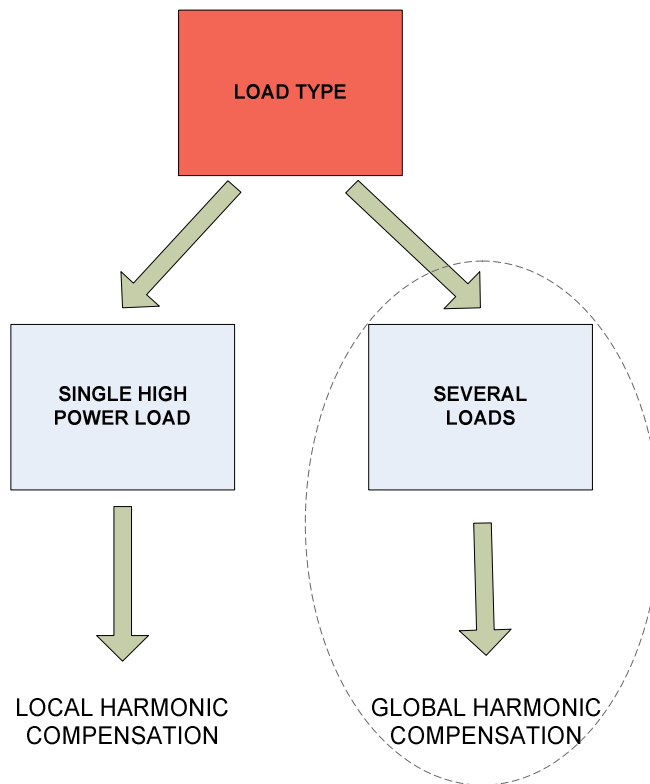 LOAD TYPE
SINGLE HIGH
POWER LOAD
SEVERAL
LOADS
LOCAL HARMONIC
COMPENSATION
GLOBAL HARMONIC
COMPENSATION